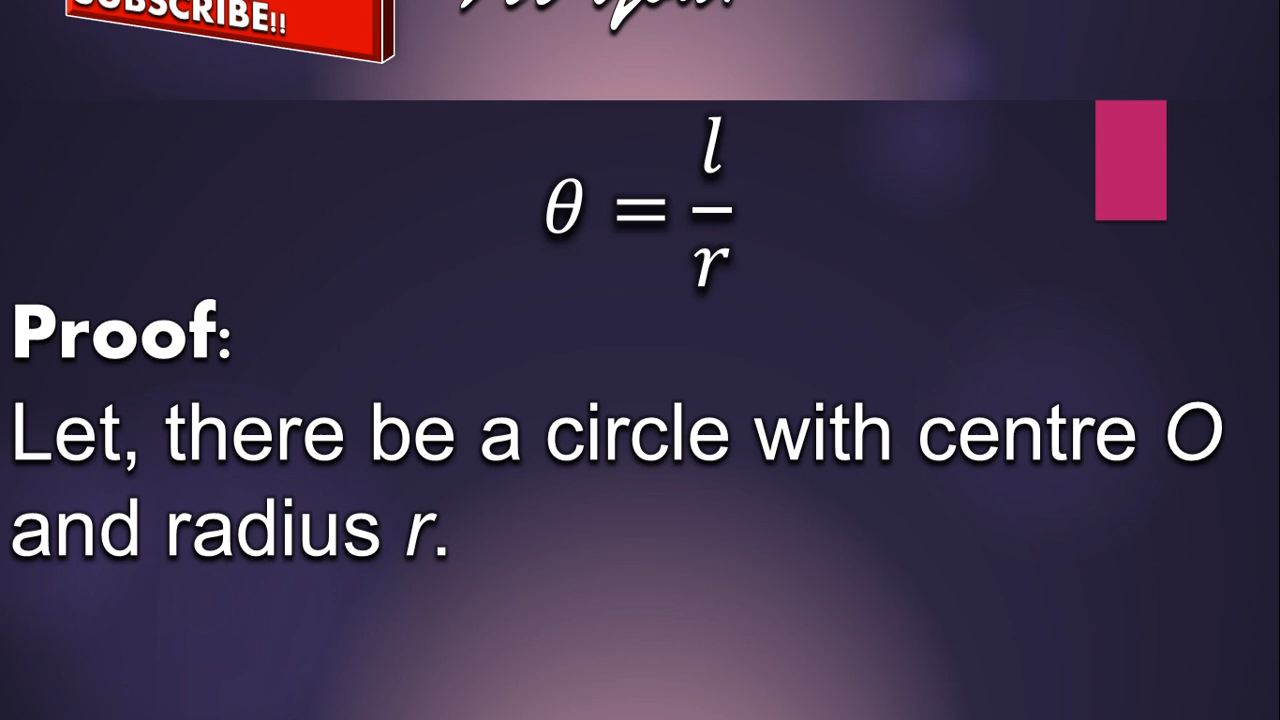 SUBSCRIBE!!
θ = l/r
Proof:
Let, there be a circle with centre O
and radius r.